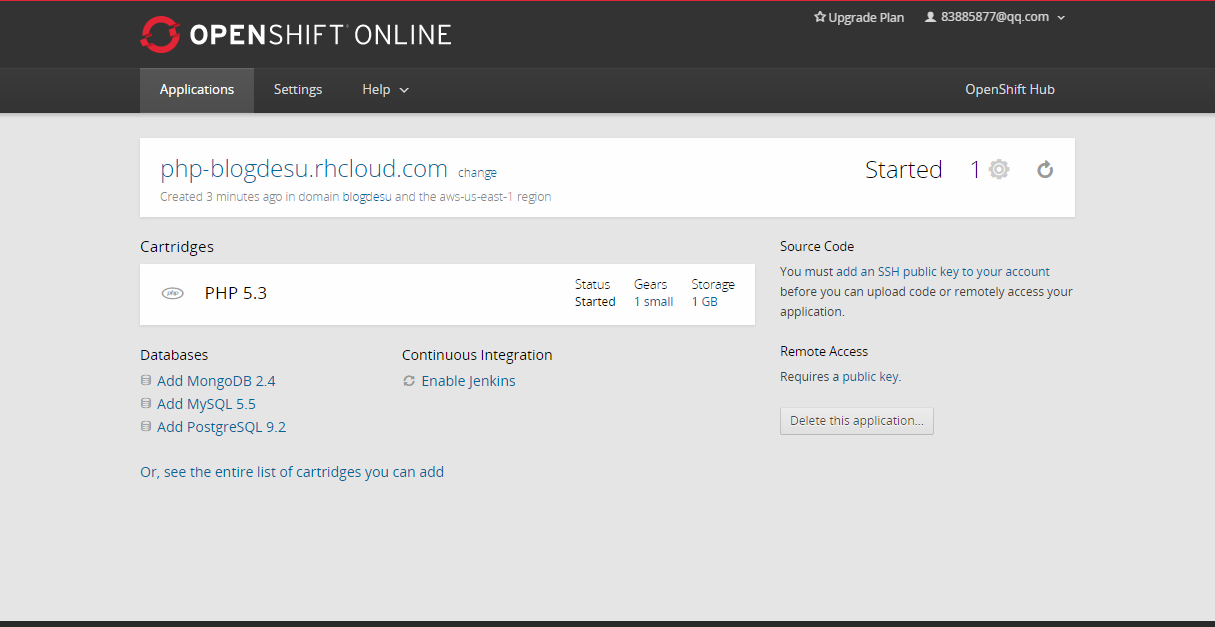 OPENSHIFT ONLINE
Upgrade Plan
83885877@qq.com
Applications
Settings
Help
OpenShift Hub
php-blogdesu.rhcloud.com change
Started 1
Created 3 minutes ago in domain blogdesu and the aws-us-east-1 region
Cartridges
php
PHP 5.3
Status Gears Storage
Started 1 small 1 GB
Databases
Add MongoDB 2.4
Add MySQL 5.5
Add PostgreSQL 9.2
Continuous Integration
Enable Jenkins
Or, see the entire list of cartridges you can add
Source Code
You must add an SSH public key to your account
before you can upload code or remotely access your
application.
Remote Access
Requires a public key.
Delete this application...